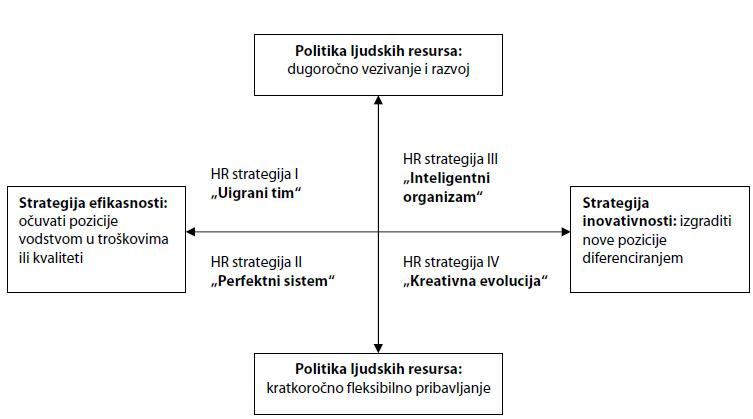 Politika ljudskih resursa:
dugoročno vezivanje i razvoj
HR strategija I
„Uigrani tim“
HR strategija III
„Inteligentni
organizam“
Strategija efikasnosti:
očuvati pozicije
vodstvom u troškovima
ili kvaliteti
Strategija
inovativnosti: izgraditi
nove pozicije
diferenciranjem
HR strategija II
„Perfektni sistem“
HR strategija IV
„Kreativna evolucija“
Politika ljudskih resursa:
kratkoročno fleksibilno pribavljanje